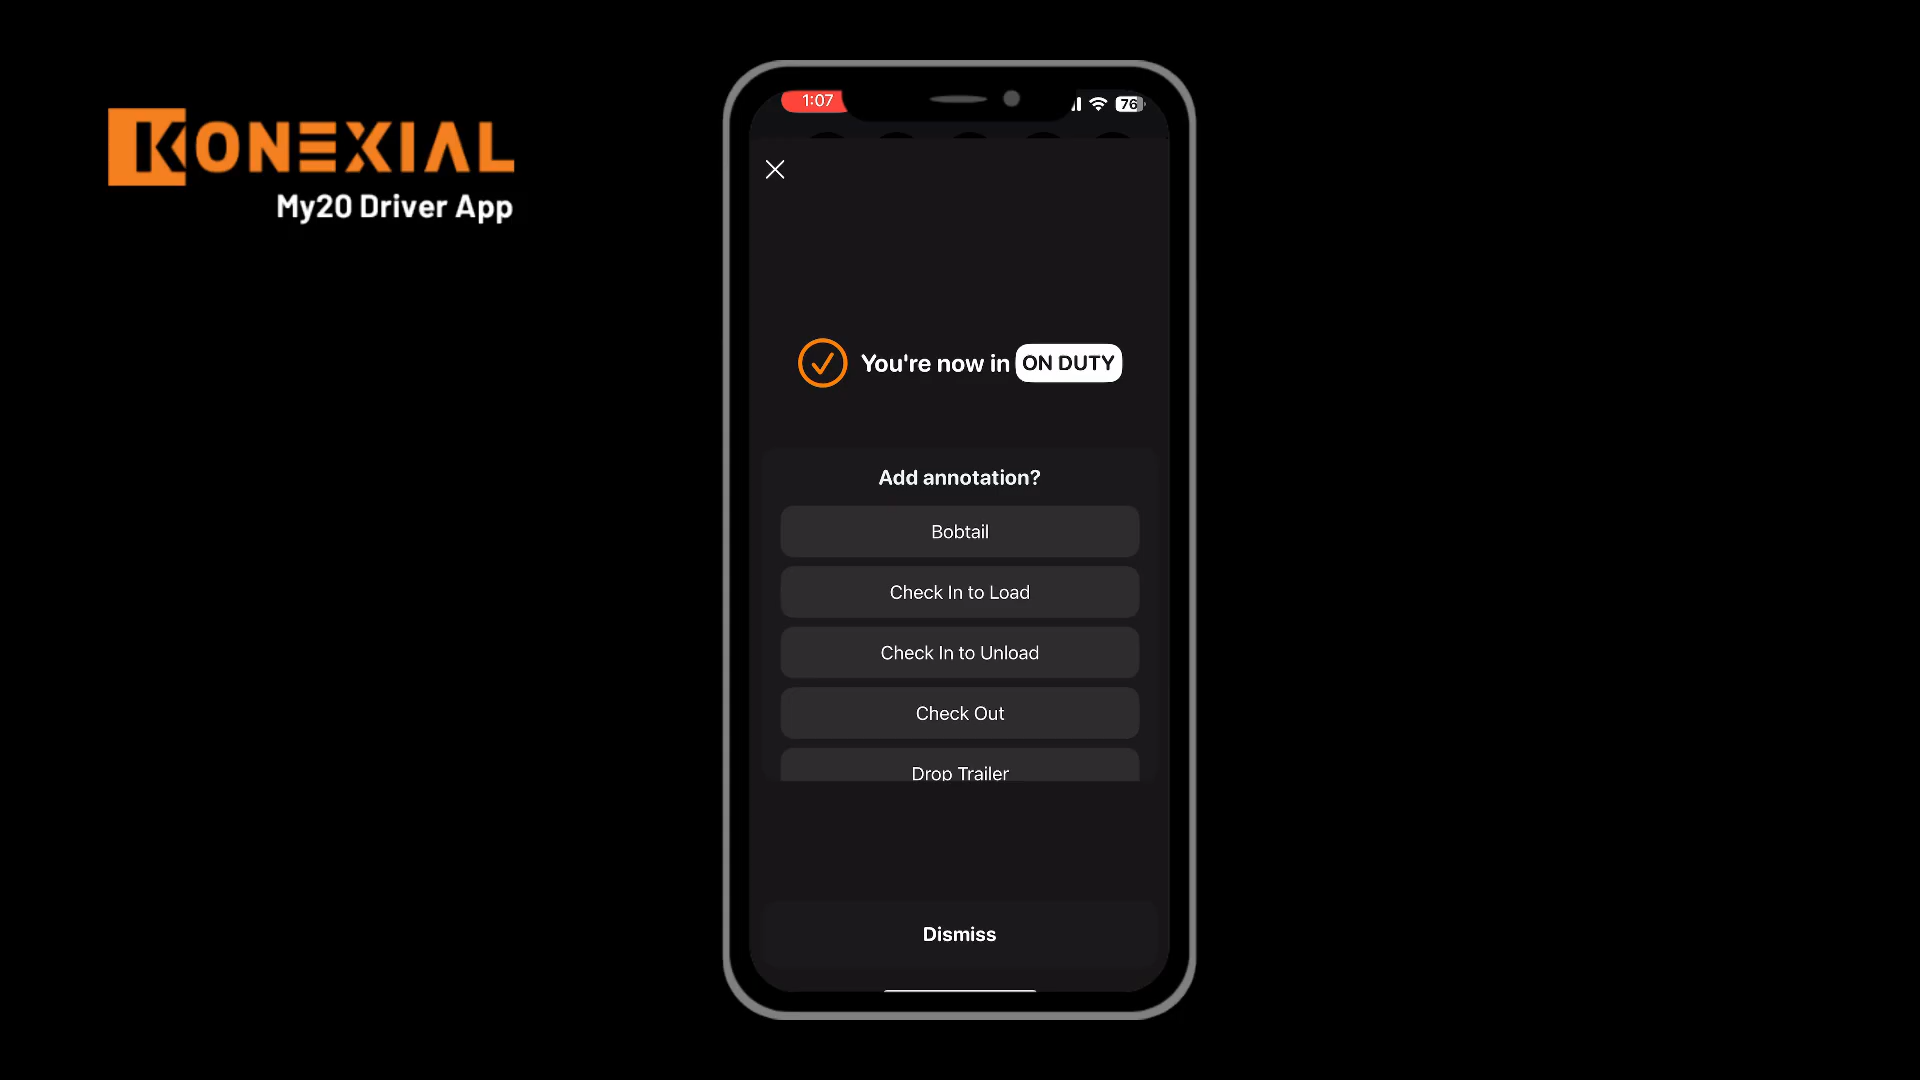 KONEXIAL
My20 Driver App
1:07
76
You're now in ON DUTY
Add annotation?
Bobtail
Check In to Load
Check In to Unload
Check Out
Drop Trailer
Dismiss